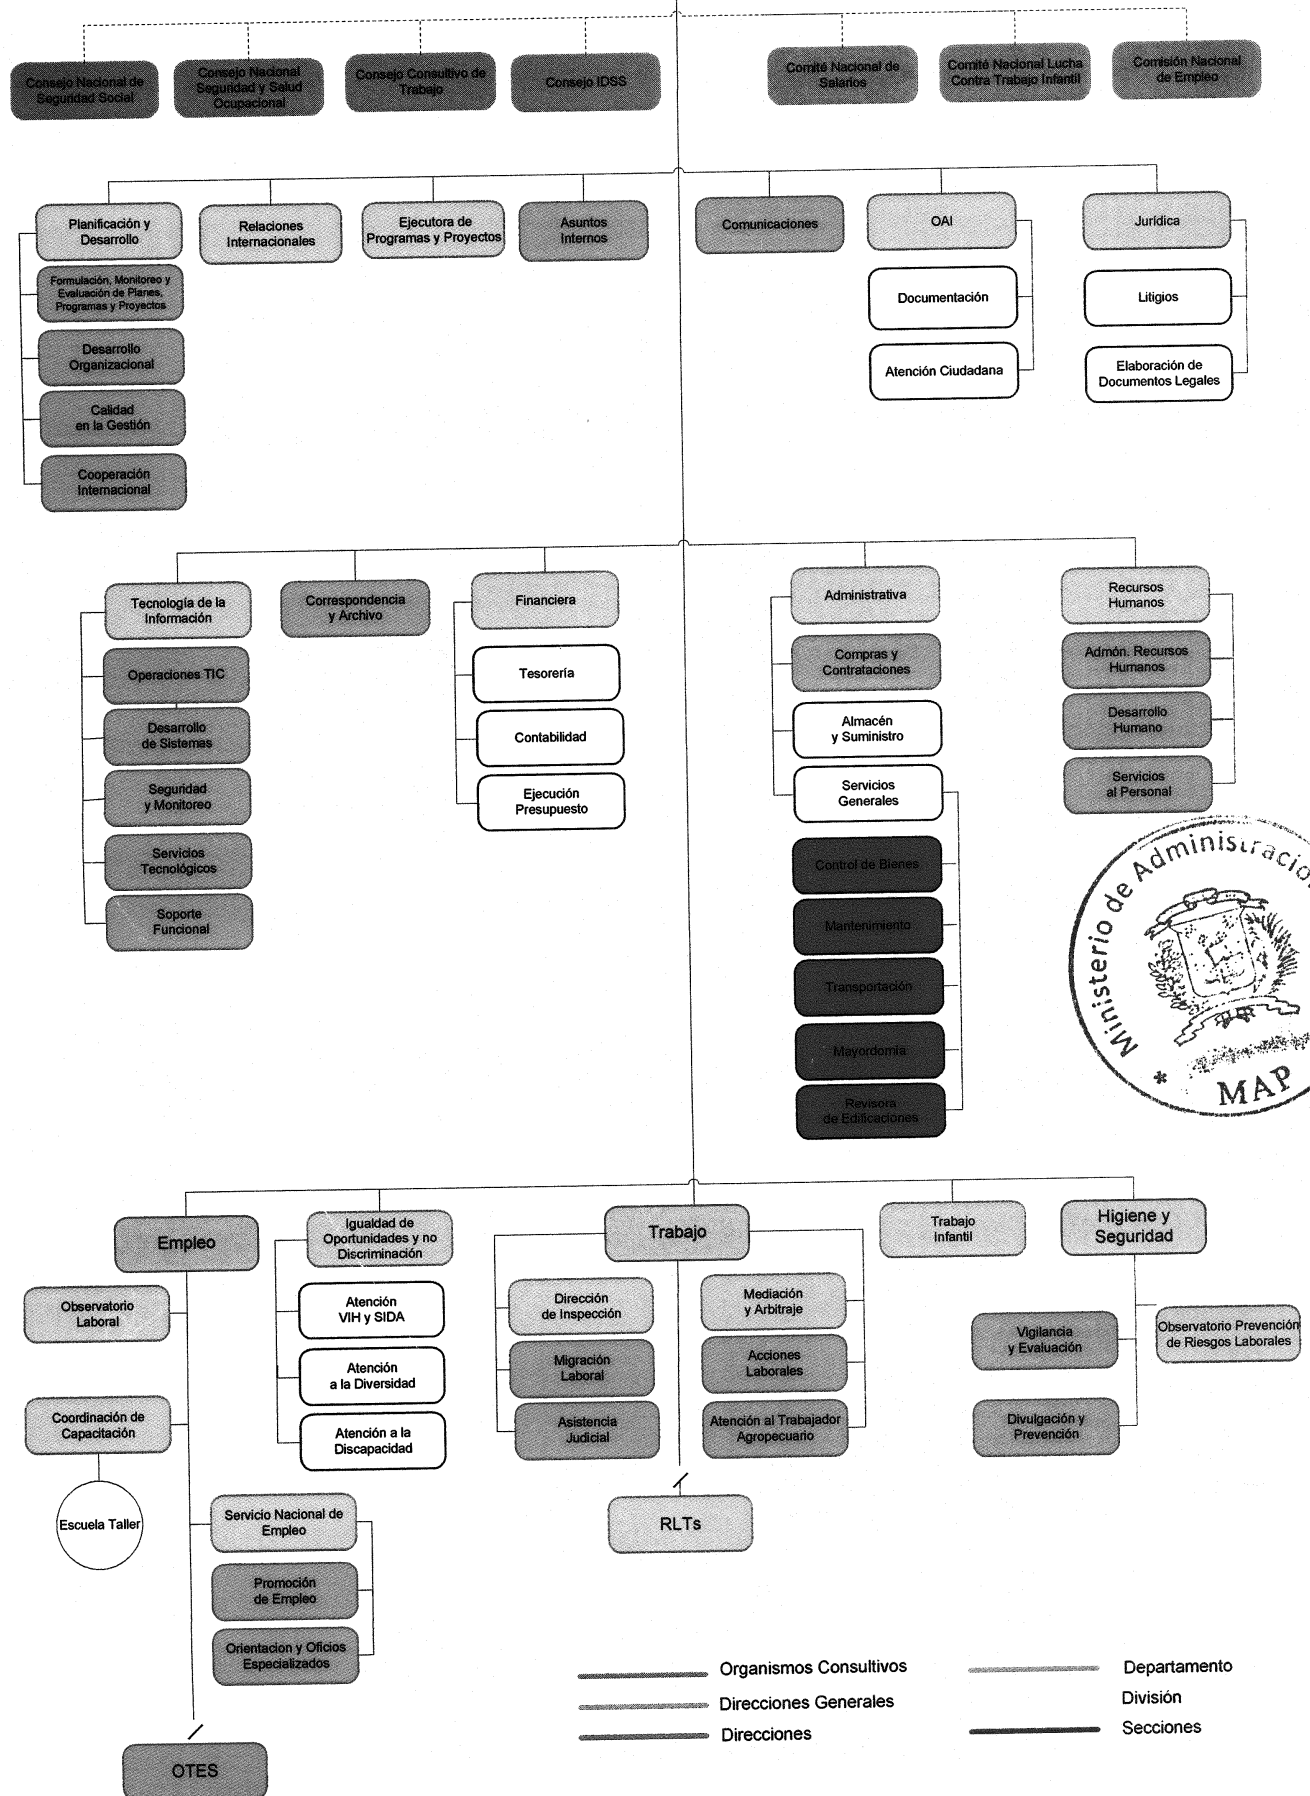 Consejo Nacional de
Seguridad Social
Consejo Nacional
Seguridad y Salud
Ocupacional
Consejo Consultivo de
Trabajo
Consejo IDSS
Comité Nacional de
Salarios
Comité Nacional Lucha
Contra Trabajo Infantil
Comisión Nacional
de Empleo
Planificación y
Desarrollo
Relaciones
Internacionales
Ejecutora de
Programas y Proyectos
Asuntos
Internos
Comunicaciones
OAI
Jurídica
Formulación, Monitoreo y
Evaluación de Planes,
Programas y Proyectos
Documentación
Litigios
Desarrollo
Organizacional
Atención Ciudadana
Elaboración de
Documentos Legales
Calidad
en la Gestión
Cooperación
Internacional
Tecnología de la
Información
Correspondencia
y Archivo
Financiera
Administrativa
Recursos
Humanos
Operaciones TIC
Tesorería
Compras y
Contrataciones
Admón. Recursos
Humanos
Desarrollo
de Sistemas
Contabilidad
Almacén
y Suministro
Desarrollo
Humano
Seguridad
y Monitoreo
Ejecución
Presupuesto
Servicios
Generales
Servicios
al Personal
Servicios
Tecnológicos
Control de Bienes
Soporte
Funcional
Mantenimiento
Transportación
Mayordomía
Revisora
de Edificaciones
Ministerio de Administración
* MAP
Empleo
Igualdad de
Oportunidades y no
Discriminación
Trabajo
Trabajo
Infantil
Higiene y
Seguridad
Observatorio
Laboral
Atención
VIH y SIDA
Dirección
de Inspección
Mediación
y Arbitraje
Vigilancia
y Evaluación
Observatorio Prevención
de Riesgos Laborales
Atención
a la Diversidad
Migración
Laboral
Acciones
Laborales
Coordinación de
Capacitación
Atención a la
Discapacidad
Asistencia
Judicial
Atención al Trabajador
Agropecuario
Divulgación y
Prevención
Escuela Taller
Servicio Nacional de
Empleo
RLTs
Promoción
de Empleo
Orientacion y Oficios
Especializados
OTES
Organismos Consultivos
Direcciones Generales
Direcciones
Departamento
División
Secciones